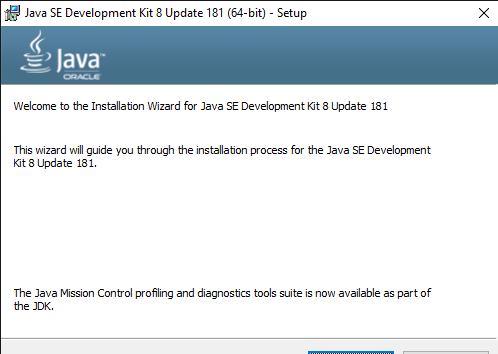 Java SE Development Kit 8 Update 181 (64-bit) - Setup
Java
ORACLE
Welcome to the Installation Wizard for Java SE Development Kit 8 Update 181
This wizard will guide you through the installation process for the Java SE Development
Kit 8 Update 181.
The Java Mission Control profiling and diagnostics tools suite is now available as part of
the JDK.